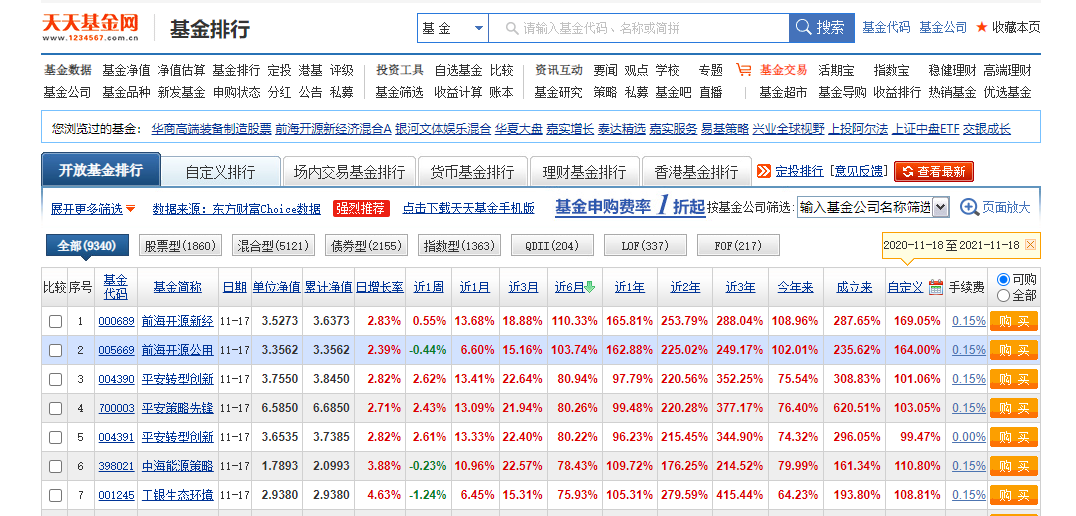 天天基金网
www.1234567.com.cn
基金排行
基 金
请输入基金代码、名称或简拼
搜索
基金代码 基金公司 ★ 收藏本页
基金数据 基金净值 净值估算 基金排行 定投 港基 评级 投资工具 自选基金 比较 资讯互动 要闻 观点 学校 专题 基金交易 活期宝 指数宝 稳健理财 高端理财
基金公司 基金品种 新发基金 申购状态 分红 公告 私募 基金筛选 收益计算 账本 基金研究 策略 私募 基金吧 直播 基金超市 基金导购 收益排行 热销基金 优选基金
您浏览过的基金: 华商高端装备制造股票 前海开源新经济混合A 银河文体娱乐混合 华夏大盘 嘉实增长 泰达精选 嘉实服务 易基策略 兴业全球视野 上投阿尔法 上证中盘ETF 交银成长
开放基金排行 自定义排行 场内交易基金排行 货币基金排行 理财基金排行 香港基金排行 定投排行 [意见反馈] 查看最新
展开更多筛选 数据来源: 东方财富Choice数据 强烈推荐 点击下载天天基金手机版 基金申购费率1折起 按基金公司筛选: 输入基金公司名称筛选 页面放大
全部(9340) 股票型(1860) 混合型(5121) 债券型(2155) 指数型(1363) QDII(204) LOF(337) FOF(217) 2020-11-18 至 2021-11-18
比较 序号 基金代码 基金简称 日期 单位净值 累计净值 日增长率 近1周 近1月 近3月 近6月 近1年 近2年 近3年 今年来 成立来 自定义 手续费 可购 全部
1 000689 前海开源新经 11-17 3.5273 3.6373 2.83% 0.55% 13.68% 18.88% 110.33% 165.81% 253.79% 288.04% 108.96% 287.65% 169.05% 0.15% 购 买
2 005669 前海开源公用 11-17 3.3562 3.3562 2.39% -0.44% 6.60% 15.16% 103.74% 162.88% 225.02% 249.17% 102.01% 235.62% 164.00% 0.15% 购 买
3 004390 平安转型创新 11-17 3.7550 3.8450 2.82% 2.62% 13.41% 22.64% 80.94% 97.79% 220.56% 352.25% 75.54% 308.83% 101.06% 0.15% 购 买
4 700003 平安策略先锋 11-17 6.5850 6.6850 2.71% 2.43% 13.09% 21.94% 80.26% 99.48% 220.28% 377.17% 76.40% 620.51% 103.05% 0.15% 购 买
5 004391 平安转型创新 11-17 3.6535 3.7385 2.82% 2.61% 13.33% 22.40% 80.22% 96.23% 215.45% 344.90% 74.32% 296.05% 99.47% 0.00% 购 买
6 398021 中海能源策略 11-17 1.7893 2.0993 3.88% -0.23% 10.96% 22.57% 78.43% 109.72% 176.25% 214.52% 79.99% 161.34% 110.80% 0.15% 购 买
7 001245 工银生态环境 11-17 2.9380 2.9380 4.63% -1.24% 6.45% 15.31% 75.93% 105.31% 279.59% 415.44% 64.23% 193.80% 108.81% 0.15% 购 买